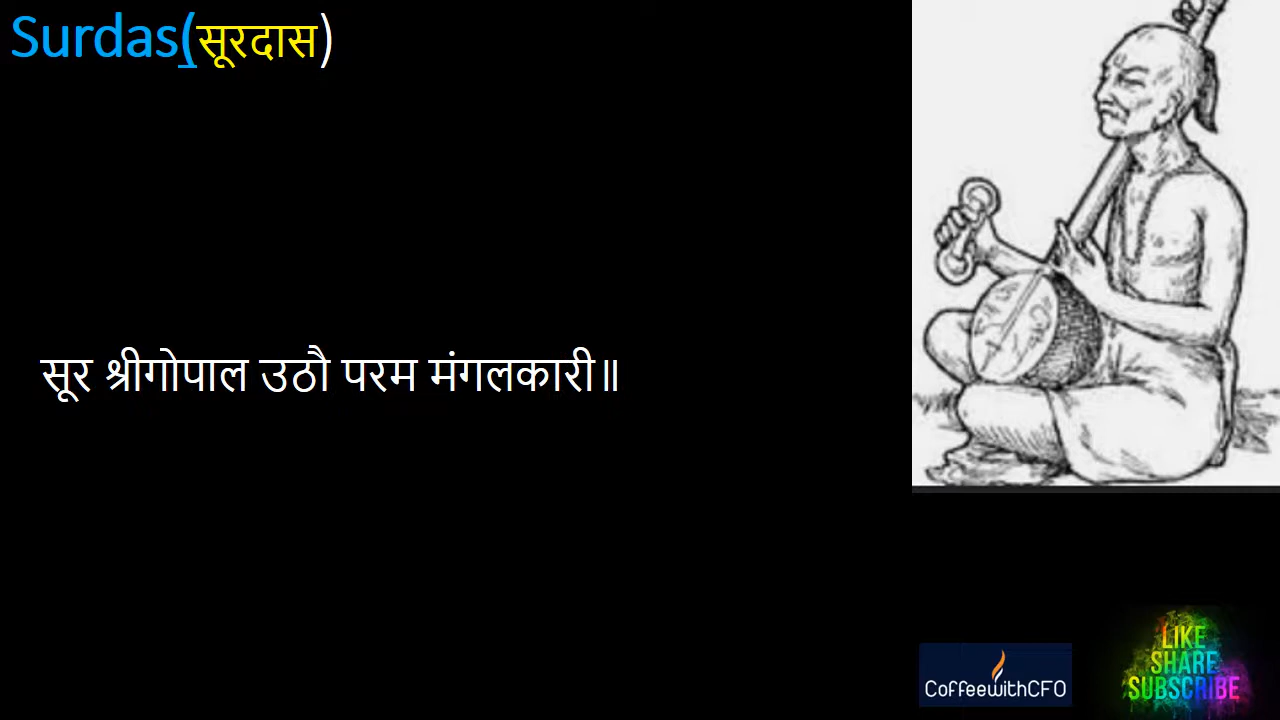 Surdas(सूरदास)
सूर श्रीगोपाल उठौ परम मंगलकारी॥
CoffeewithCFO
LIKE
SHARE
SUBSCRIBE